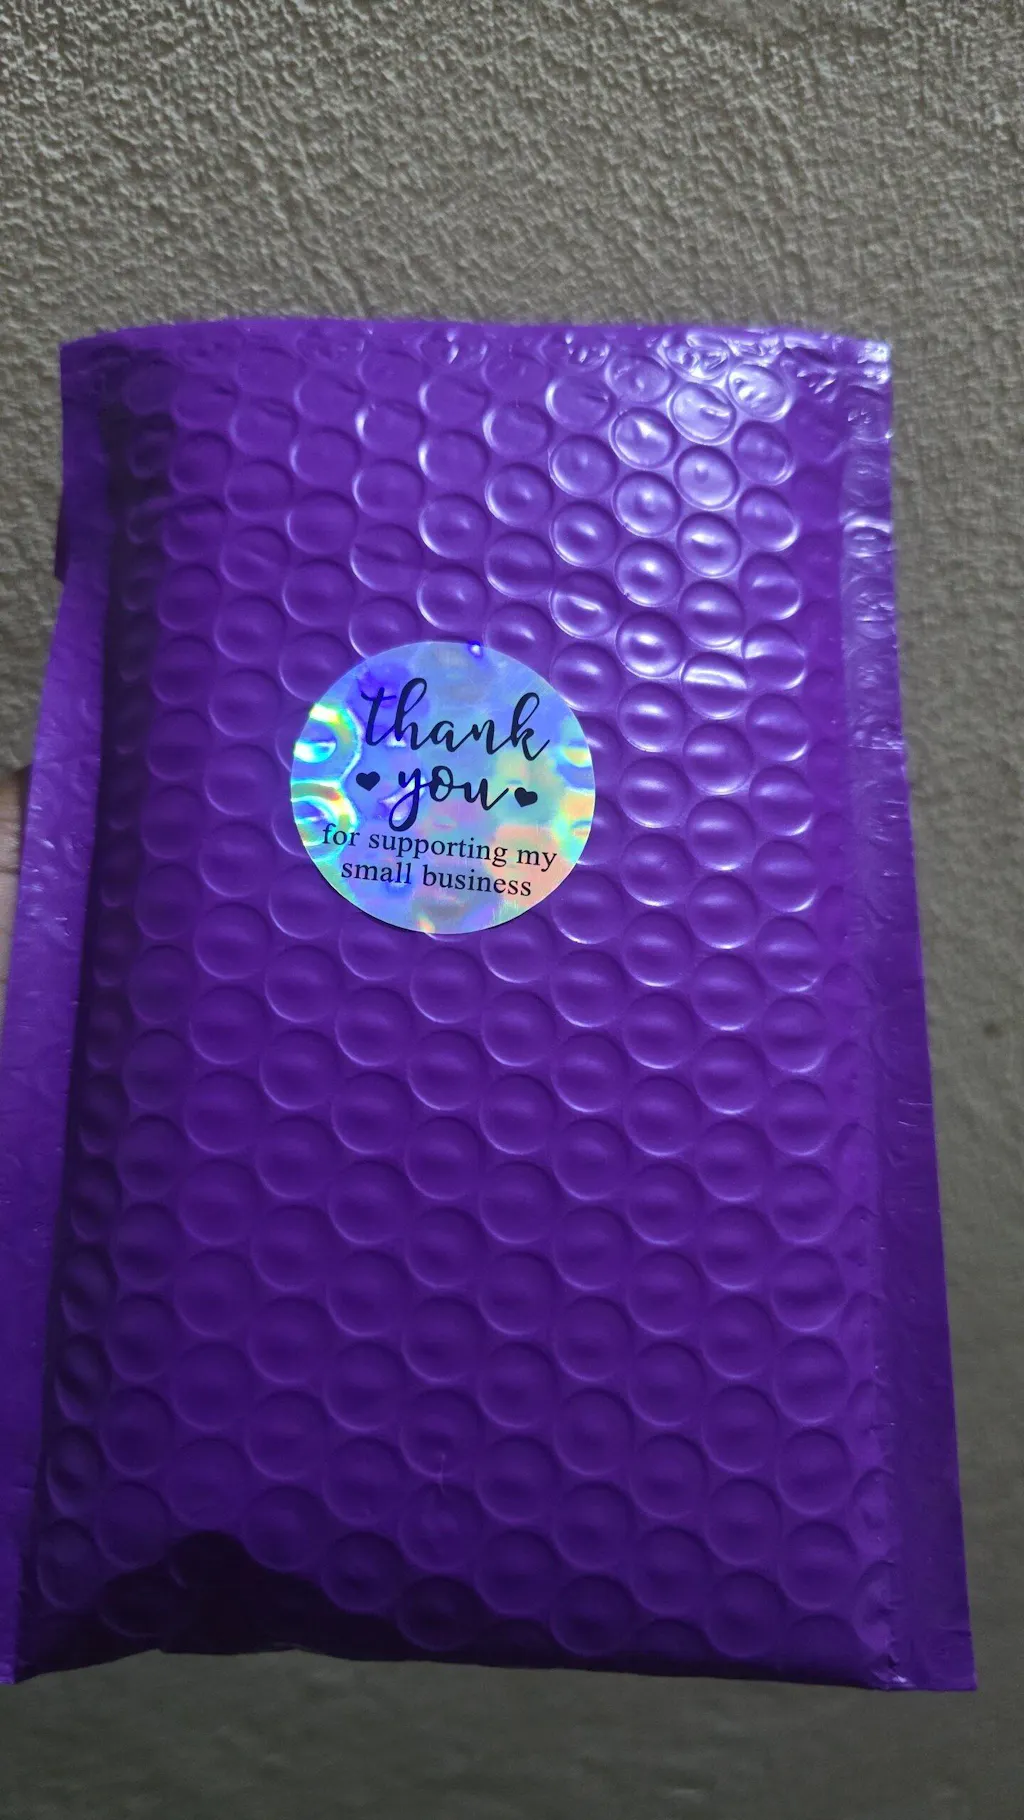 thank
you
for supporting my
small business